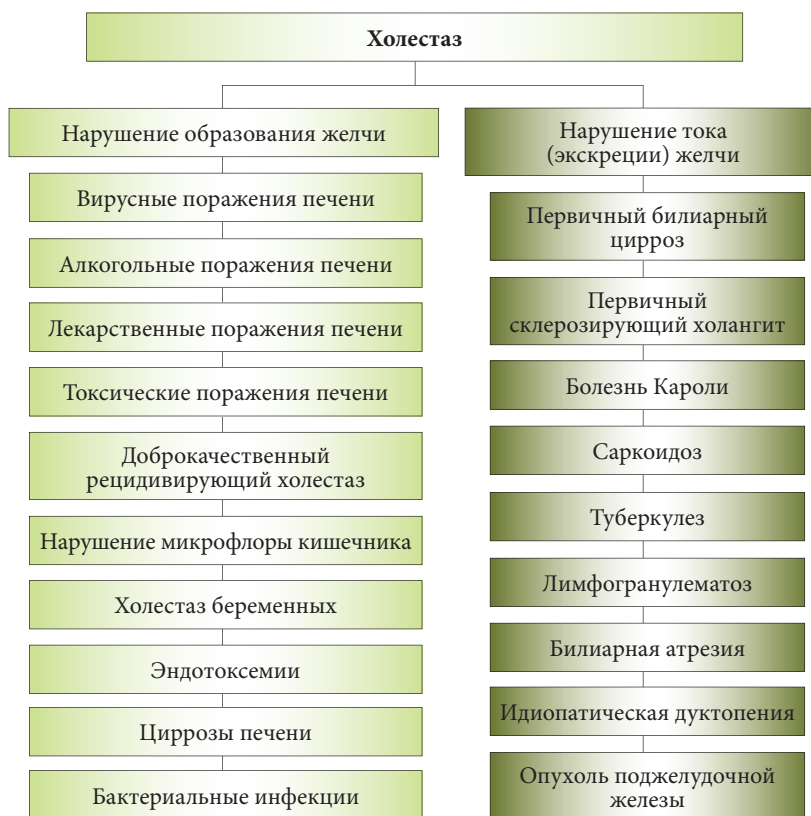 Холестаз
Нарушение образования желчи
Вирусные поражения печени
Алкогольные поражения печени
Лекарственные поражения печени
Токсические поражения печени
Доброкачественный
рецидивирующий холестаз
Нарушение микрофлоры кишечника
Холестаз беременных
Эндотоксемии
Циррозы печени
Бактериальные инфекции
Нарушение тока
(экскреции) желчи
Первичный билиарный
цирроз
Первичный
склерозирующий холангит
Болезнь Кароли
Саркоидоз
Туберкулез
Лимфогранулематоз
Билиарная атрезия
Идиопатическая дуктопения
Опухоль поджелудочной
железы